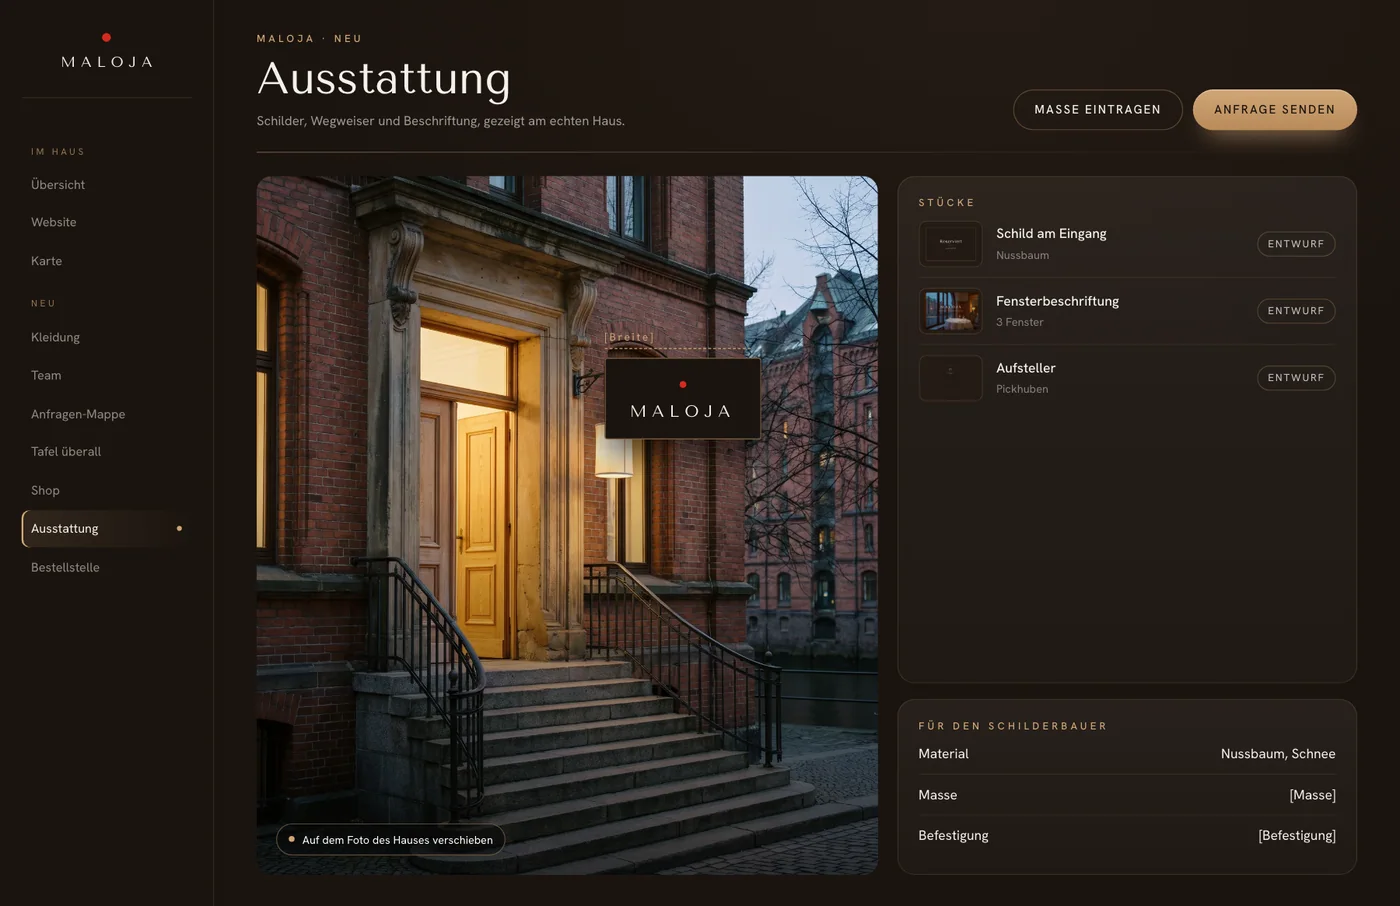 MALOJA
IM HAUS
Übersicht
Website
Karte
NEU
Kleidung
Team
Anfragen-Mappe
Tafel überall
Shop
Ausstattung
Bestellstelle
MALOJA · NEU
Ausstattung
Schilder, Wegweiser und Beschriftung, gezeigt am echten Haus.
MASSE EINTRAGEN
ANFRAGE SENDEN
[Breite]
MALOJA
Auf dem Foto des Hauses verschieben
STÜCKE
Schild am Eingang
Nussbaum
ENTWURF
Fensterbeschriftung
3 Fenster
ENTWURF
Aufsteller
Pickhuben
ENTWURF
FÜR DEN SCHILDERBAUER
Material
Nussbaum, Schnee
Masse
[Masse]
Befestigung
[Befestigung]